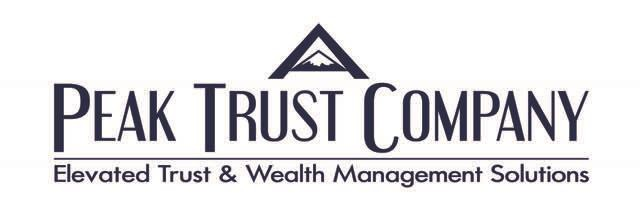 PEAK TRUST COMPANY
Elevated Trust & Wealth Management Solutions